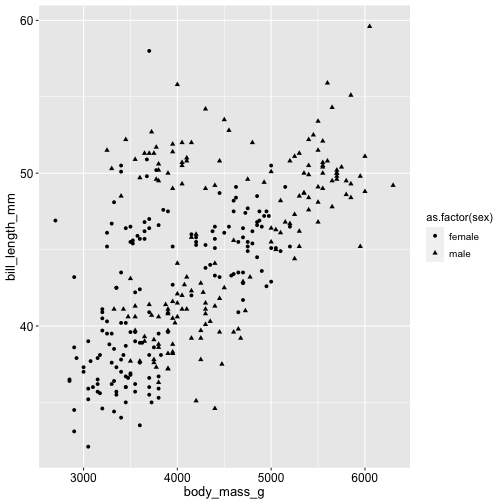 60
50
40
bill_length_mm
3000 4000 5000 6000
body_mass_g
as.factor(sex)
female
male